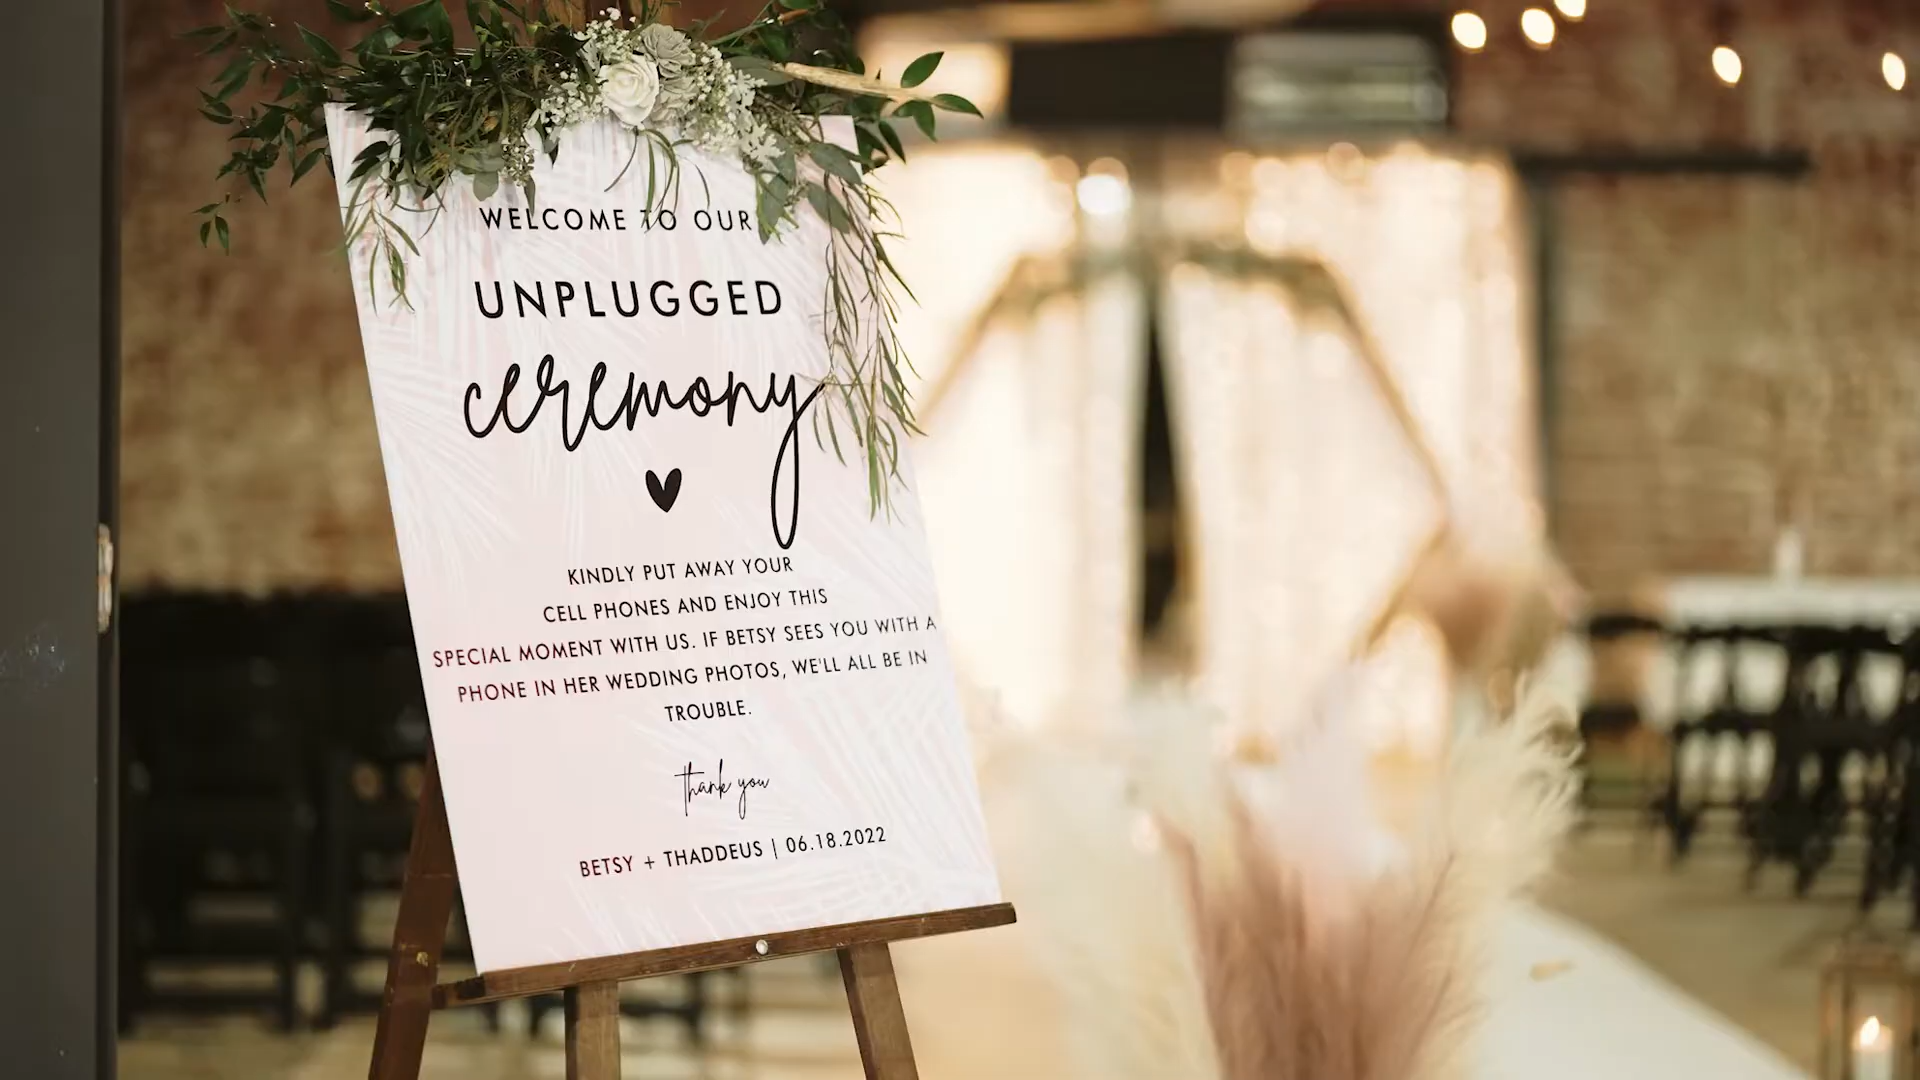 WELCOME TO OUR
UNPLUGGED
ceremony
KINDLY PUT AWAY YOUR
CELL PHONES AND ENJOY THIS
SPECIAL MOMENT WITH US. IF BETSY SEES YOU WITH A
PHONE IN HER WEDDING PHOTOS, WE'LL ALL BE IN
TROUBLE.
thank you
BETSY + THADDEUS | 06.18.2022